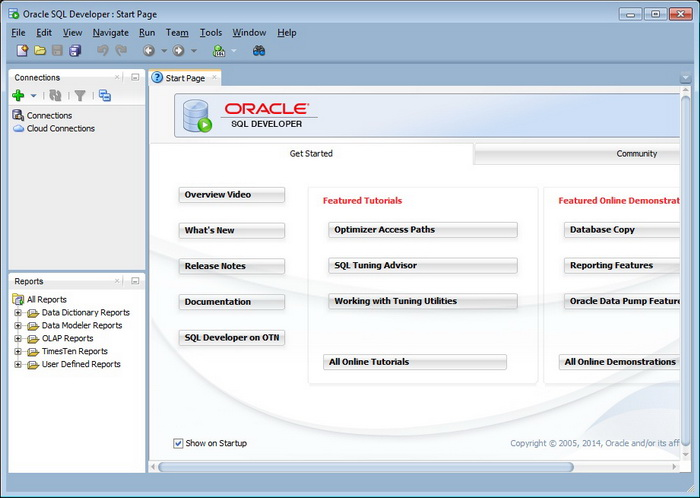 Oracle SQL Developer : Start Page
File Edit View Navigate Run Team Tools Window Help
Connections
Connections
Cloud Connections
Reports
All Reports
Data Dictionary Reports
Data Modeler Reports
OLAP Reports
TimesTen Reports
User Defined Reports
Start Page
ORACLE
SQL DEVELOPER
Get Started
Community
Overview Video
What's New
Release Notes
Documentation
SQL Developer on OTN
Featured Tutorials
Optimizer Access Paths
SQL Tuning Advisor
Working with Tuning Utilities
All Online Tutorials
Featured Online Demonstrat
Database Copy
Reporting Features
Oracle Data Pump Feature
All Online Demonstrations
Show on Startup
Copyright © 2005, 2014, Oracle and/or its aff